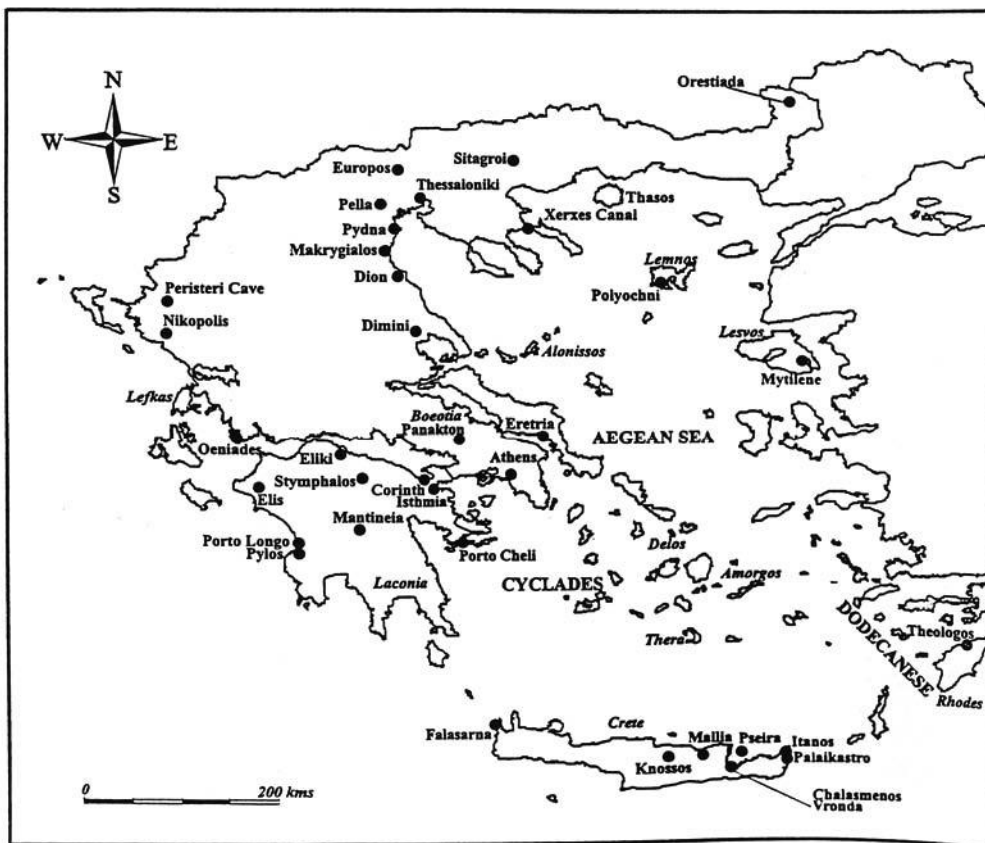 N
W
E
S
Orestiada
Europos
Sitagroi
Thessaloniki
Pella
Thasos
Xerxes Canal
Pydna
Makrygialos
Dion
Lemnos
Polyochni
Peristeri Cave
Nikopolis
Dimini
Alonissos
Lesvos
Mytilene
Lefkas
Boeotia
Panakton
Eretria
AEGEAN SEA
Oeniades
Eliki
Athens
Stymphalos
Corinth
Isthmia
Elis
Mantineia
Porto Longo
Pylos
Porto Cheli
Delos
Laconia
CYCLADES
Amorgos
DODECANESE
Theologos
Thera
Rhodes
Falasarna
Crete
Mallia
Pseira
Itanos
Knossos
Palaikastro
Chalasmenos
Vronda
0
200 kms